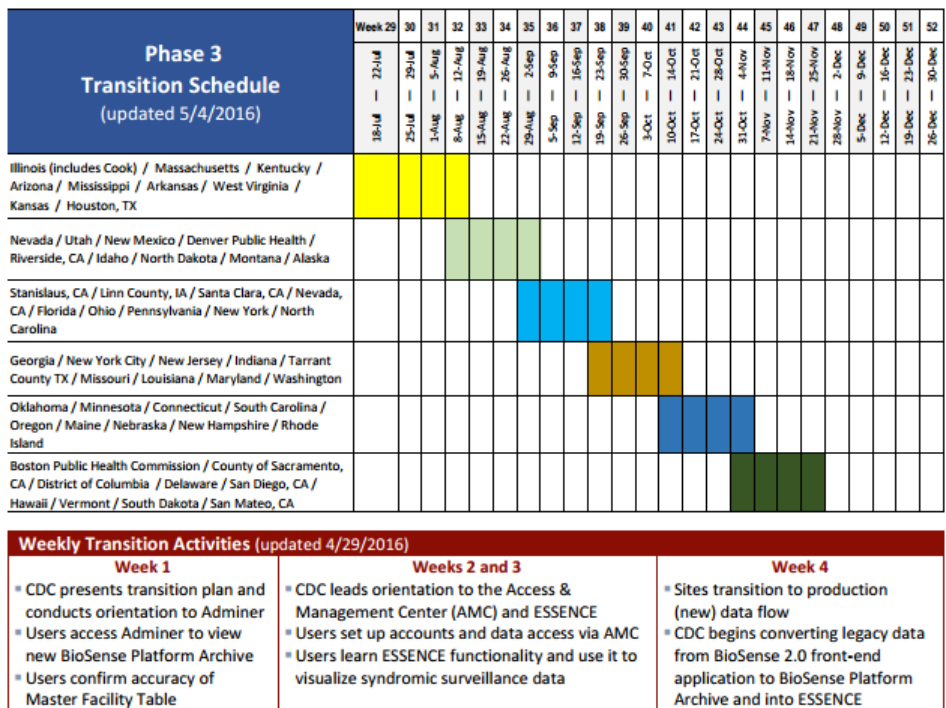 Phase 3
Transition Schedule
(updated 5/4/2016)
Week 29 30 31 32 33 34 35 36 37 38 39 40 41 42 43 44 45 46 47 48 49 50 51 52
18-Jul — 22-Jul
25-Jul — 29-Jul
1-Aug — 5-Aug
8-Aug — 12-Aug
15-Aug — 19-Aug
22-Aug — 26-Aug
29-Aug — 2-Sep
5-Sep — 9-Sep
12-Sep — 16-Sep
19-Sep — 23-Sep
26-Sep — 30-Sep
3-Oct — 7-Oct
10-Oct — 14-Oct
17-Oct — 21-Oct
24-Oct — 28-Oct
31-Oct — 4-Nov
7-Nov — 11-Nov
14-Nov — 18-Nov
21-Nov — 25-Nov
28-Nov — 2-Dec
5-Dec — 9-Dec
12-Dec — 16-Dec
19-Dec — 23-Dec
26-Dec — 30-Dec
Illinois (includes Cook) / Massachusetts / Kentucky /
Arizona / Mississippi / Arkansas / West Virginia /
Kansas / Houston, TX
Nevada / Utah / New Mexico / Denver Public Health /
Riverside, CA / Idaho / North Dakota / Montana / Alaska
Stanislaus, CA / Linn County, IA / Santa Clara, CA / Nevada,
CA / Florida / Ohio / Pennsylvania / New York / North
Carolina
Georgia / New York City / New Jersey / Indiana / Tarrant
County TX / Missouri / Louisiana / Maryland / Washington
Oklahoma / Minnesota / Connecticut / South Carolina /
Oregon / Maine / Nebraska / New Hampshire / Rhode
Island
Boston Public Health Commission / County of Sacramento,
CA / District of Columbia / Delaware / San Diego, CA /
Hawaii / Vermont / South Dakota / San Mateo, CA
Weekly Transition Activities (updated 4/29/2016)
Week 1
CDC presents transition plan and
conducts orientation to Adminer
Users access Adminer to view
new BioSense Platform Archive
Users confirm accuracy of
Master Facility Table
Weeks 2 and 3
CDC leads orientation to the Access &
Management Center (AMC) and ESSENCE
Users set up accounts and data access via AMC
Users learn ESSENCE functionality and use it to
visualize syndromic surveillance data
Week 4
Sites transition to production
(new) data flow
CDC begins converting legacy data
from BioSense 2.0 front-end
application to BioSense Platform
Archive and into ESSENCE